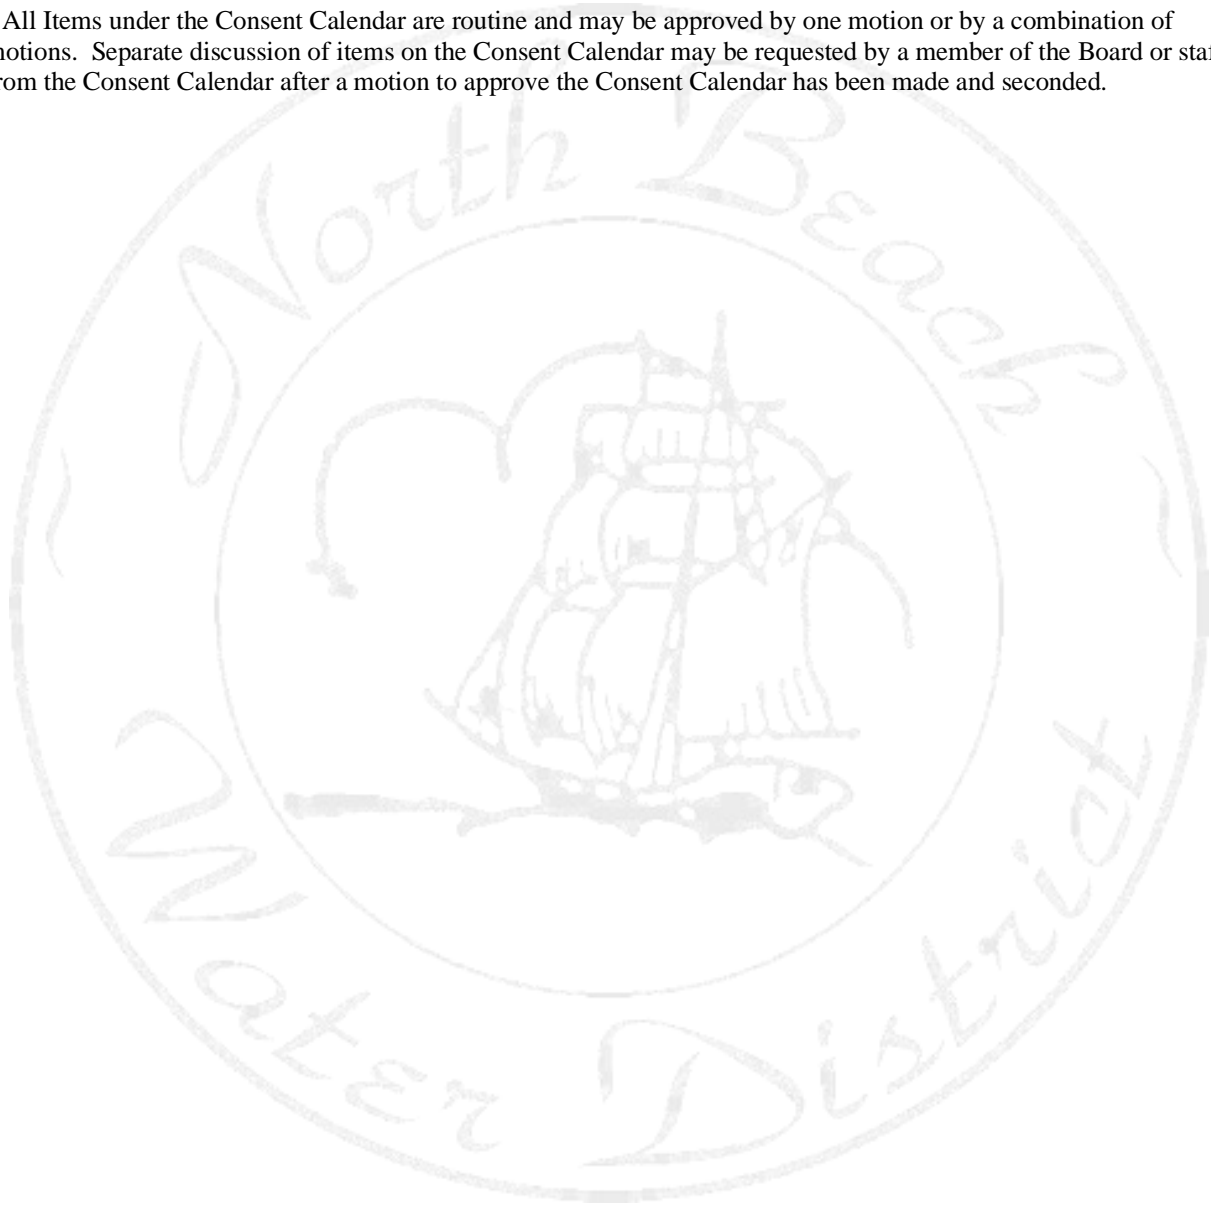 All Items under the Consent Calendar are routine and may be approved by one motion or by a combination of
motions.  Separate discussion of items on the Consent Calendar may be requested by a member of the Board or staf
rom the Consent Calendar after a motion to approve the Consent Calendar has been made and seconded.
North Beach
Water District